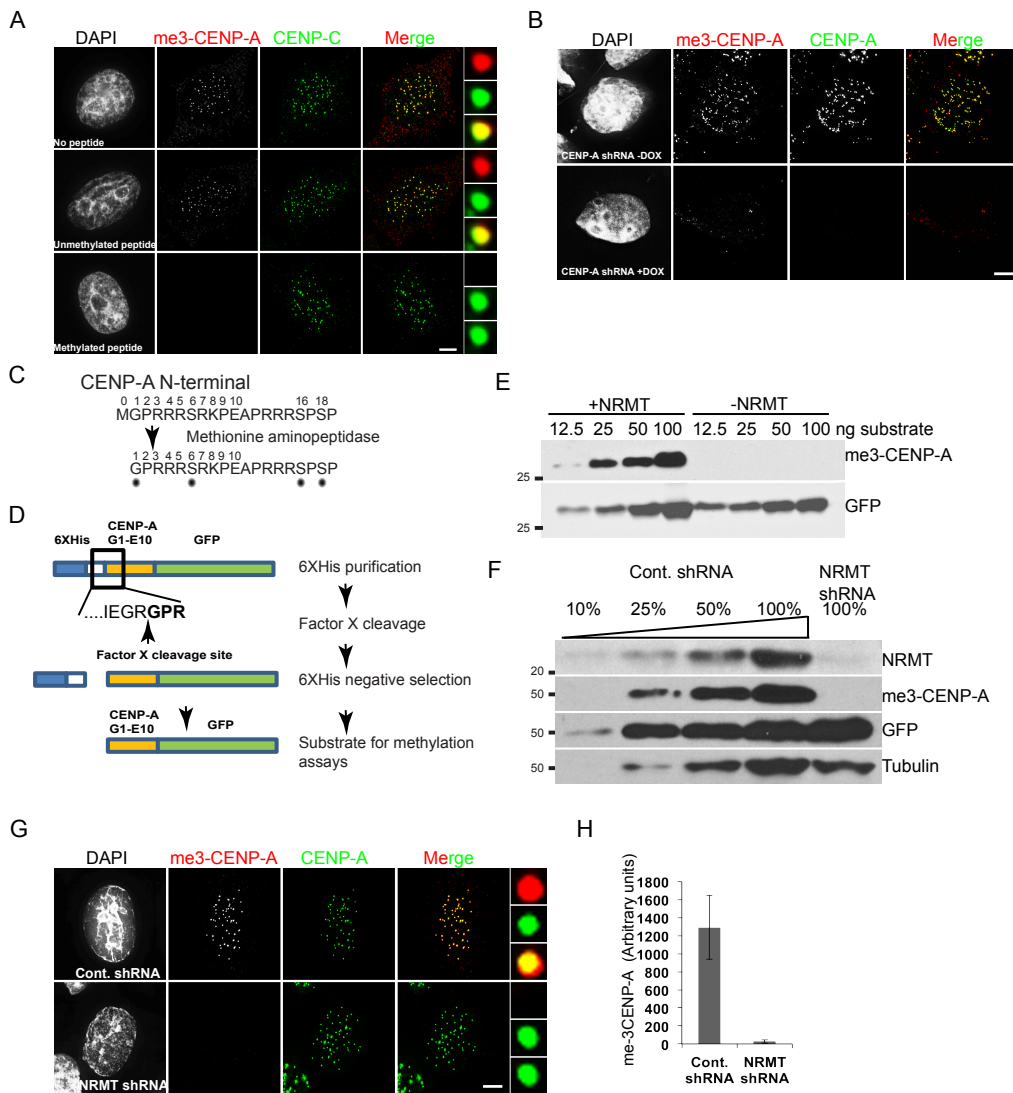 A
DAPI me3-CENP-A CENP-C Merge
No peptide
Unmethylated peptide
Methylated peptide
B
DAPI me3-CENP-A CENP-A Merge
CENP-A shRNA -DOX
CENP-A shRNA +DOX
C
CENP-A N-terminal
0 1 2 3 4 5 6 7 8 9 10 16 18
MGPRRRSRKPEAPRRRSPSP
Methionine aminopeptidase
1 2 3 4 5 6 7 8 9 10
GPRRRSRKPEAPRRRSPSP
D
6XHis CENP-A G1-E10 GFP
....IEGRGPR
Factor X cleavage site
CENP-A G1-E10 GFP
6XHis purification
Factor X cleavage
6XHis negative selection
Substrate for methylation
assays
E
+NRMT -NRMT
12.5 25 50 100 12.5 25 50 100 ng substrate
me3-CENP-A
25
GFP
25
F
Cont. shRNA NRMT shRNA
10% 25% 50% 100% 100%
NRMT
20
me3-CENP-A
50
GFP
50
Tubulin
50
G
DAPI me3-CENP-A CENP-A Merge
Cont. shRNA
NRMT shRNA
H
me-3CENP-A (Arbitrary units)
1800
1600
1400
1200
1000
800
600
400
200
0
Cont. shRNA
NRMT shRNA